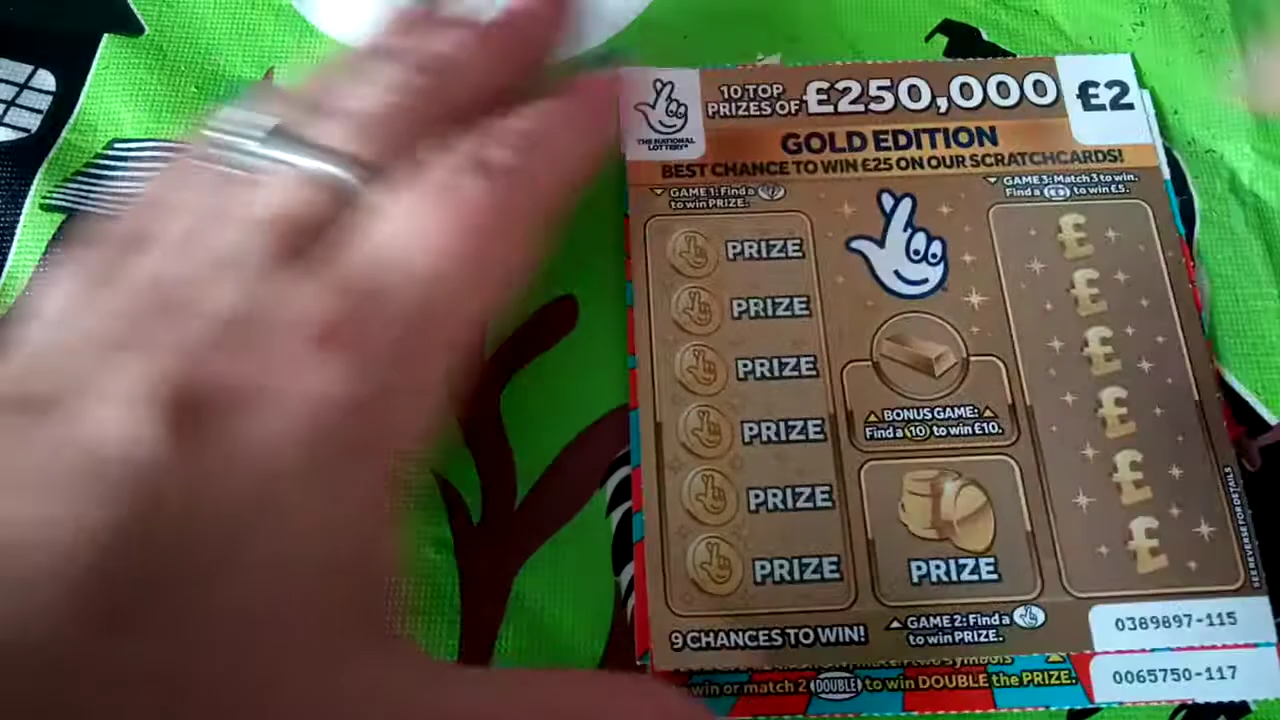 10 TOP
PRIZES OF £250,000
£2
THE NATIONAL
LOTTERY®
GOLD EDITION
BEST CHANCE TO WIN £25 ON OUR SCRATCHCARDS!
GAME 1: Find a
to win PRIZE.
GAME 3: Match 3 to win.
Find a to win £5.
PRIZE
PRIZE
PRIZE
PRIZE
PRIZE
PRIZE
£
£
£
£
£
£
BONUS GAME:
Find a 10 to win £10.
PRIZE
9 CHANCES TO WIN!
GAME 2: Find a
to win PRIZE.
SEE REVERSE FOR DETAILS
0389897-115
two symbols
win or match 2 DOUBLE to win DOUBLE the PRIZE.
0065750-117